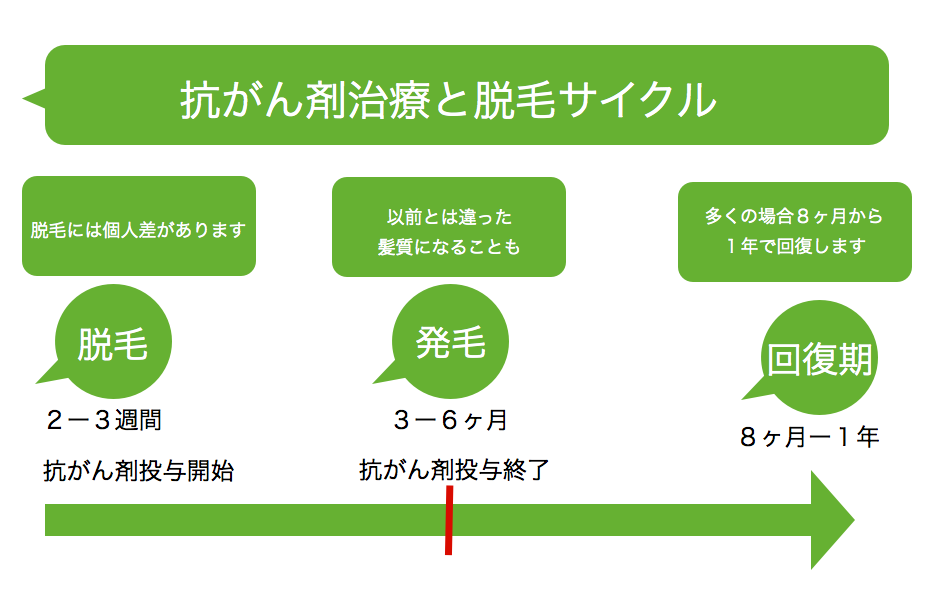 抗がん剤治療と脱毛サイクル
脱毛には個人差があります
以前とは違った
髪質になることも
多くの場合８ヶ月から
１年で回復します
脱毛
発毛
回復期
２ー３週間
３ー６ヶ月
８ヶ月ー１年
抗がん剤投与開始
抗がん剤投与終了